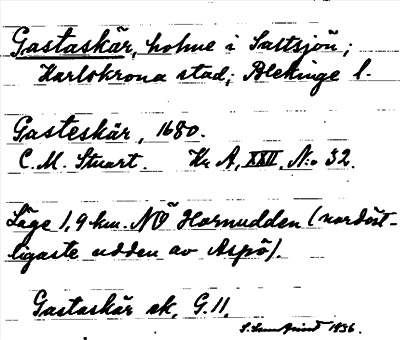 Gastaskär, holme i Saltsjön;
Karlskrona stad; Blekinge l.
Gasteskär, 1680.
C. M. Stuart. Kr A, XXII, N:o 32.
Läge 1,9 km. NV Hornudden (nordöst-
ligaste udden av Aspö).
Gastaskär ek. G. 11.
1936.